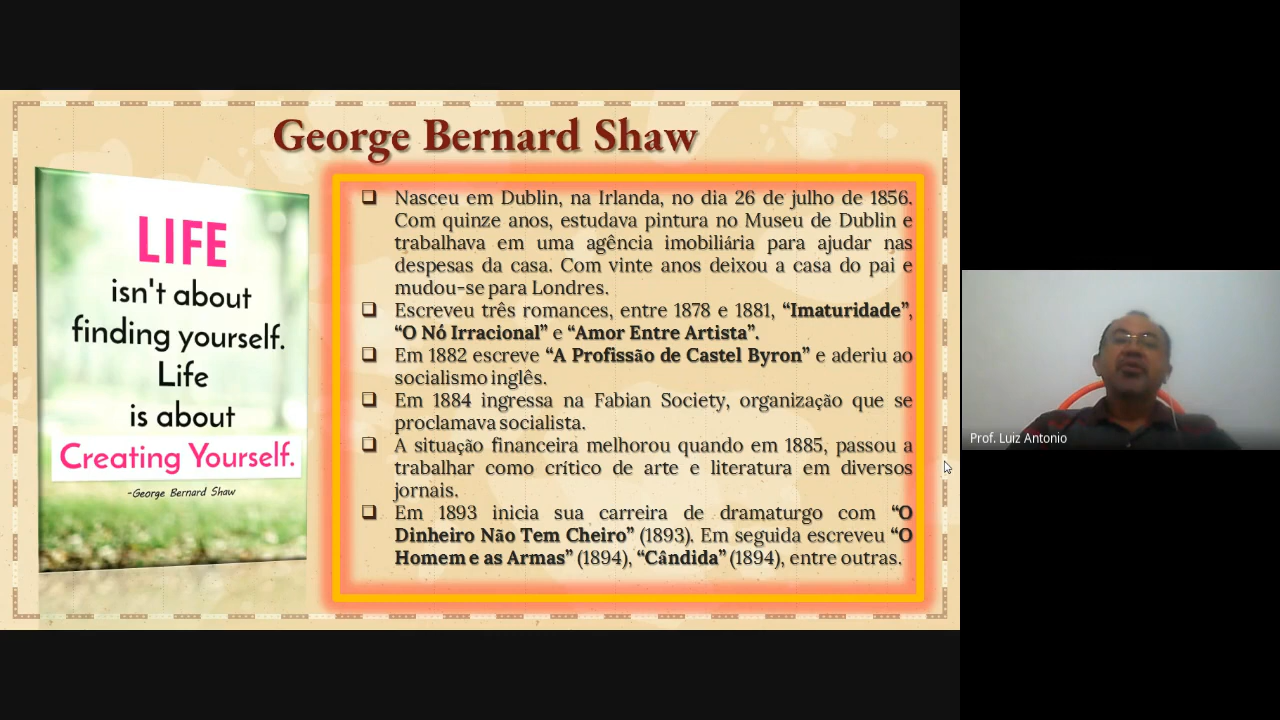 George Bernard Shaw
LIFE
isn't about
finding yourself.
Life
is about
Creating Yourself.
-George Bernard Shaw
❑ Nasceu em Dublin, na Irlanda, no dia 26 de julho de 1856.
Com quinze anos, estudava pintura no Museu de Dublin e
trabalhava em uma agência imobiliária para ajudar nas
despesas da casa. Com vinte anos deixou a casa do pai e
mudou-se para Londres.
❑ Escreveu três romances, entre 1878 e 1881, “Imaturidade”,
“O Nó Irracional” e “Amor Entre Artista”.
❑ Em 1882 escreve “A Profissão de Castel Byron” e aderiu ao
socialismo inglês.
❑ Em 1884 ingressa na Fabian Society, organização que se
proclamava socialista.
❑ A situação financeira melhorou quando em 1885, passou a
trabalhar como crítico de arte e literatura em diversos
jornais.
❑ Em 1893 inicia sua carreira de dramaturgo com “O
Dinheiro Não Tem Cheiro” (1893). Em seguida escreveu “O
Homem e as Armas” (1894), “Cândida” (1894), entre outras.
Prof. Luiz Antonio